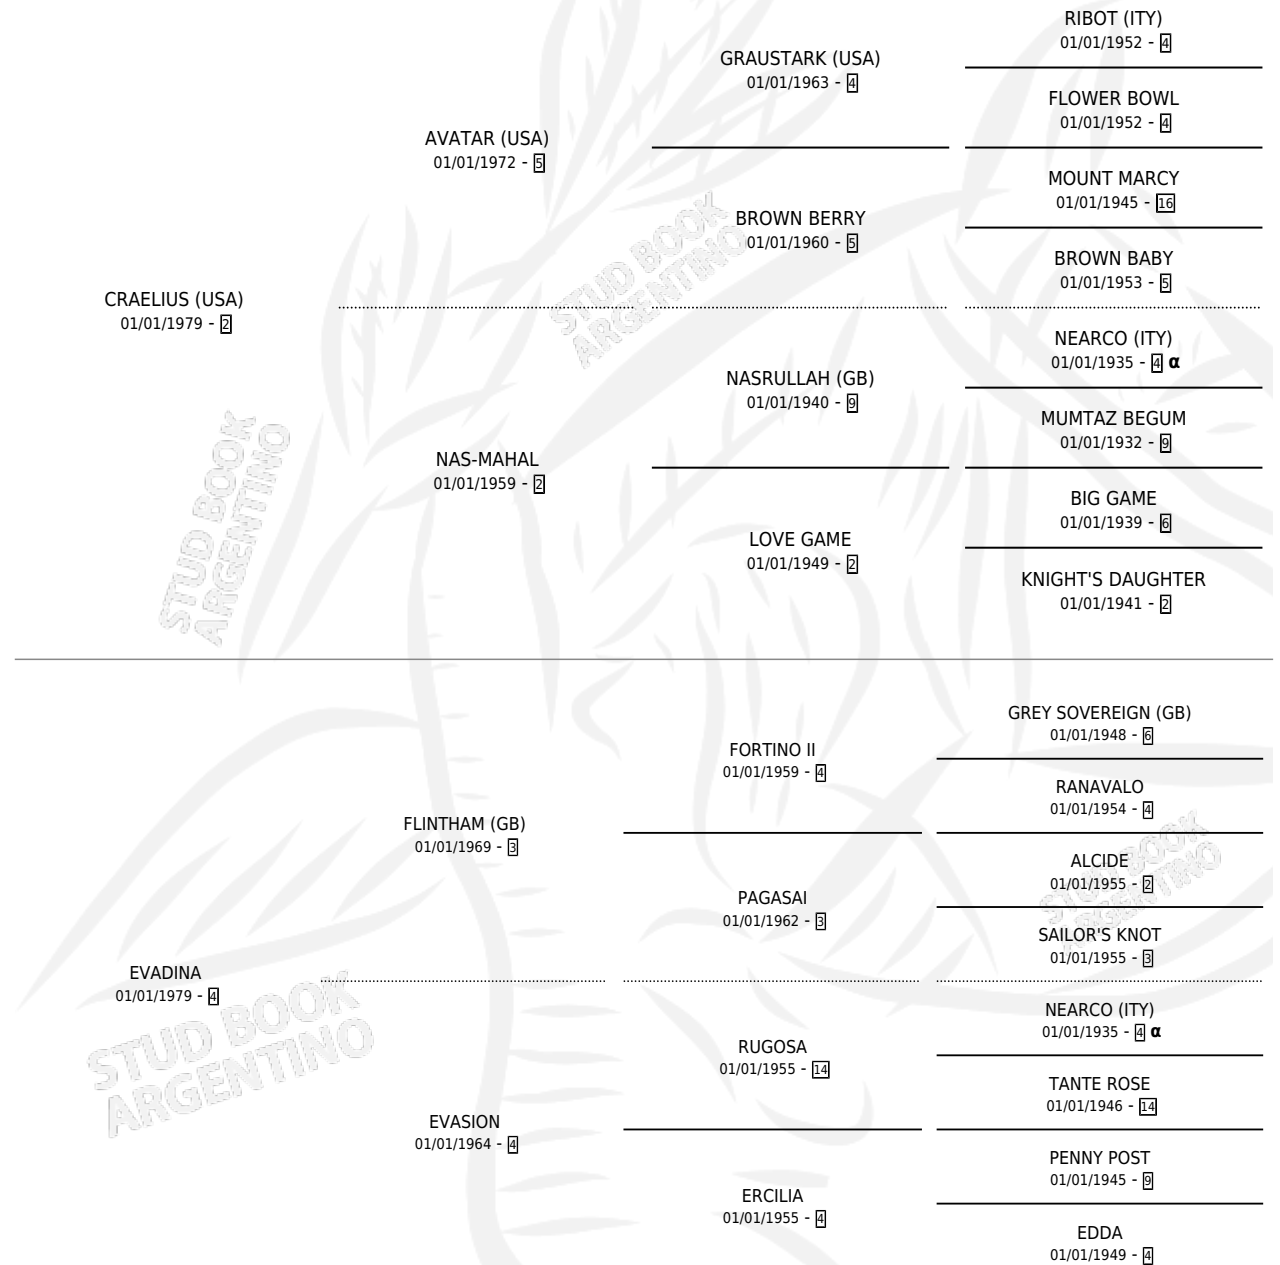 RIBOT (ITY)
01/01/1952 - 4
GRAUSTARK (USA)
01/01/1963 - 4
FLOWER BOWL
01/01/1952 - 4
AVATAR (USA)
01/01/1972 - 5
MOUNT MARCY
01/01/1945 - 16
BROWN BERRY
01/01/1960 - 5
BROWN BABY
01/01/1953 - 5
CRAELIUS (USA)
01/01/1979 - 2
NEARCO (ITY)
01/01/1935 - 4 α
NASRULLAH (GB)
01/01/1940 - 9
MUMTAZ BEGUM
01/01/1932 - 9
NAS-MAHAL
01/01/1959 - 2
BIG GAME
01/01/1939 - 6
LOVE GAME
01/01/1949 - 2
KNIGHT'S DAUGHTER
01/01/1941 - 2
GREY SOVEREIGN (GB)
01/01/1948 - 6
FORTINO II
01/01/1959 - 4
RANAVALO
01/01/1954 - 4
FLINTHAM (GB)
01/01/1969 - 3
ALCIDE
01/01/1955 - 2
PAGASAI
01/01/1962 - 3
SAILOR'S KNOT
01/01/1955 - 3
EVADINA
01/01/1979 - 4
NEARCO (ITY)
01/01/1935 - 4 α
RUGOSA
01/01/1955 - 14
TANTE ROSE
01/01/1946 - 14
EVASION
01/01/1964 - 4
PENNY POST
01/01/1945 - 9
ERCILIA
01/01/1955 - 4
EDDA
01/01/1949 - 4
STUD BOOK
ARGENTINO
STUD BOOK
ARGENTINO
STUD BOOK
ARGENTINO
STUD BOOK
ARGENTINO